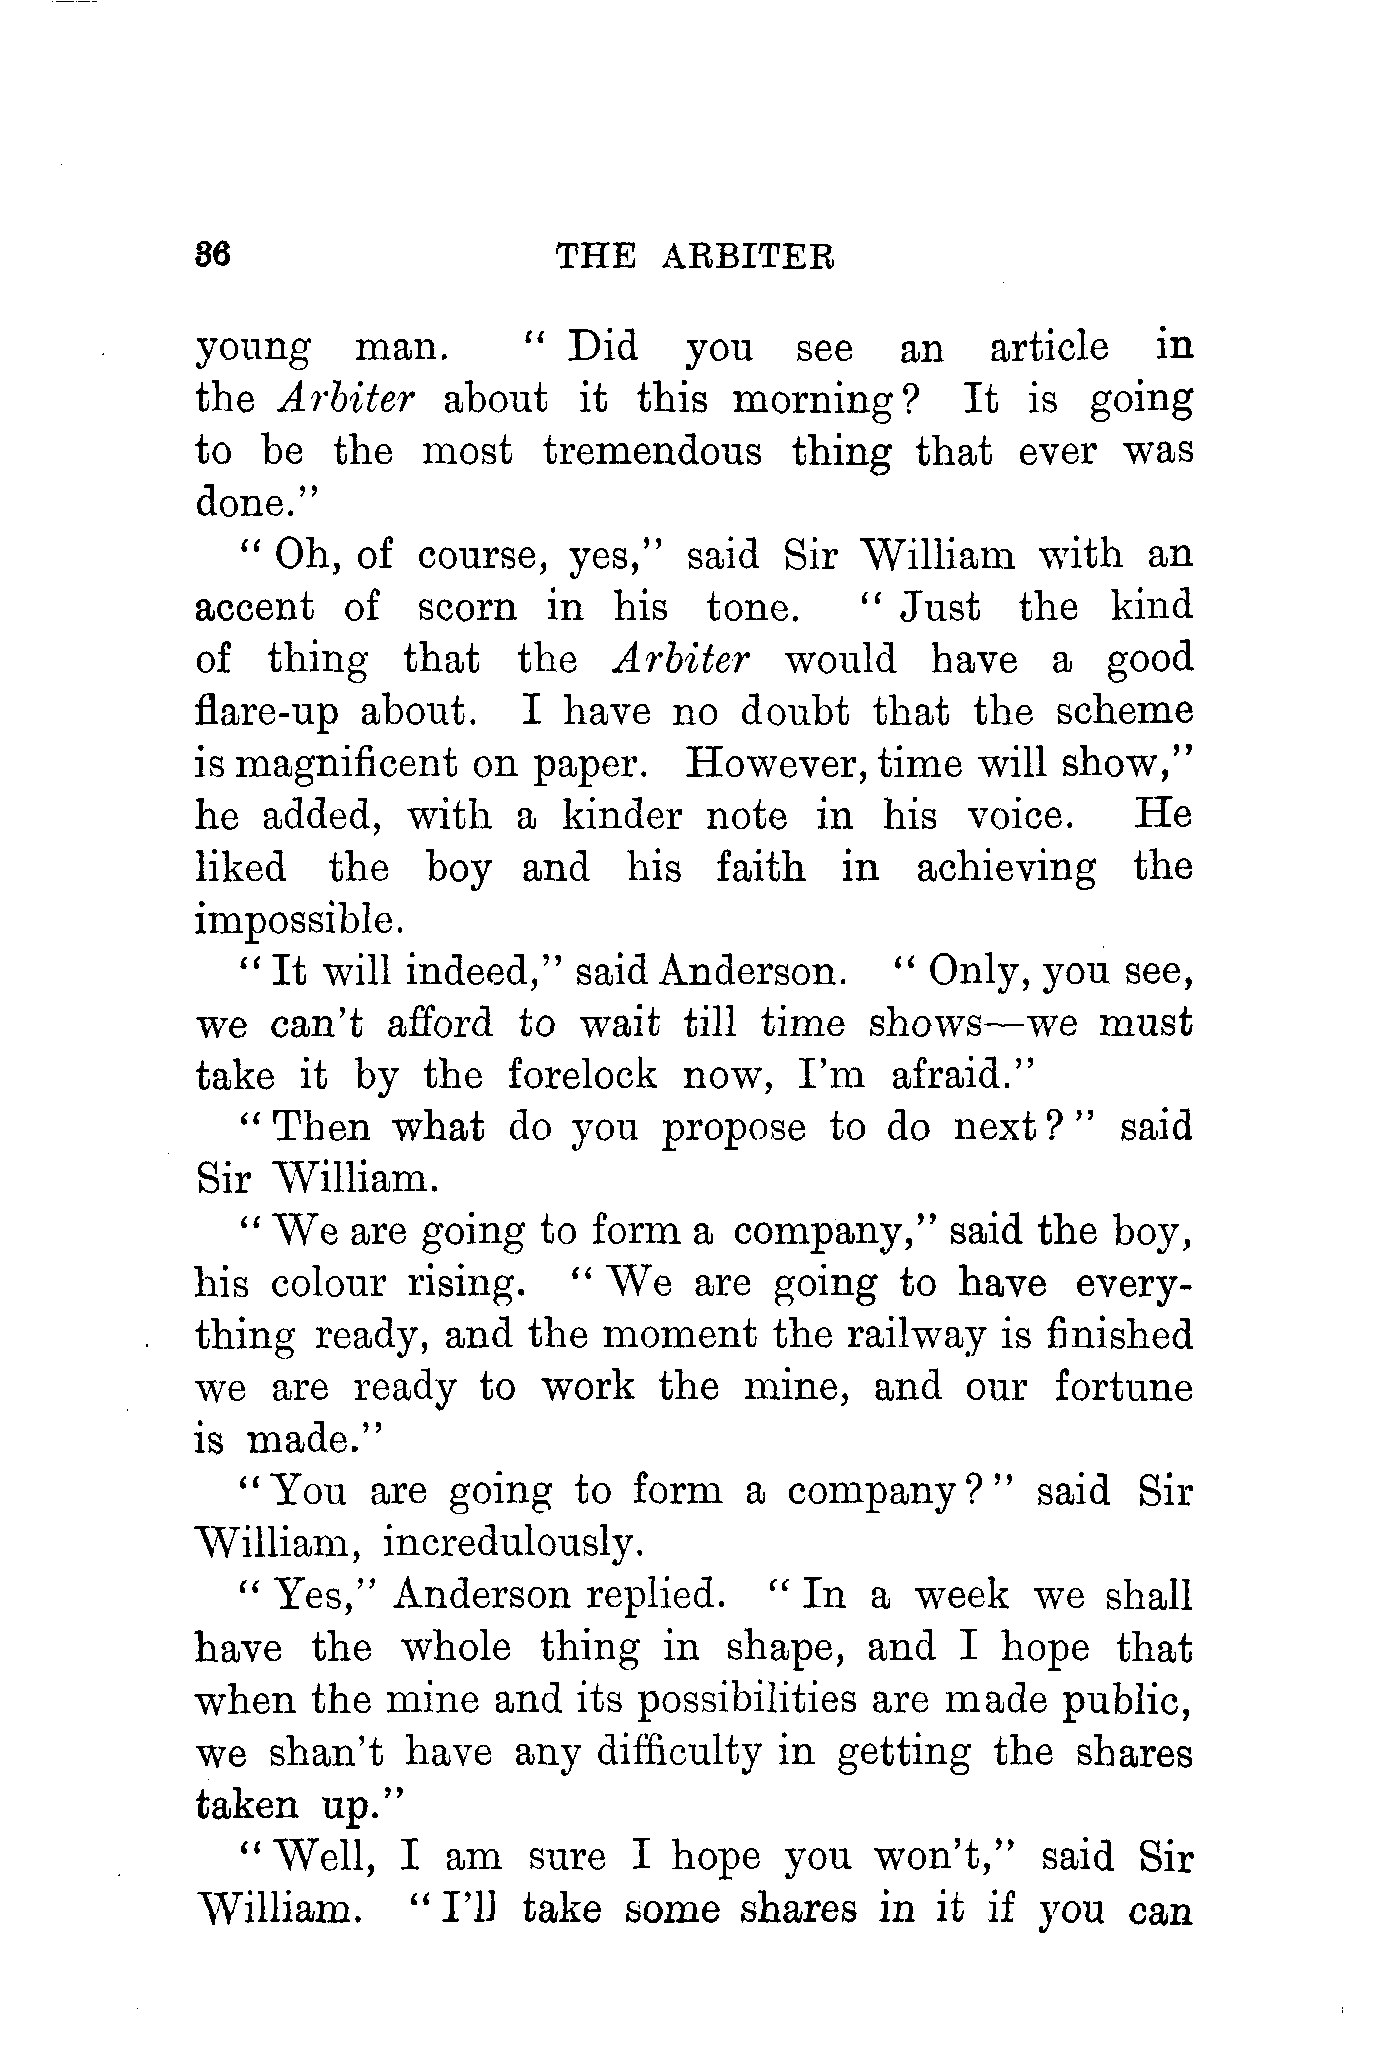 36 THE ARBITER
young man. " Did you see an article in
the Arbiter about it this morning? It is going
to be the most tremendous thing that ever was
done."
" Oh, of course, yes," said Sir William with an
accent of scorn in his tone. " Just the kind
of thing that the Arbiter would have a good
flare-up about. I have no doubt that the scheme
is magnificent on paper. However, time will show,"
he added, with a kinder note in his voice. He
liked the boy and his faith in achieving the
impossible.
" It will indeed," said Anderson. " Only, you see,
we can't afford to wait till time shows—we must
take it by the forelock now, I'm afraid."
" Then what do you propose to do next? " said
Sir William.
" We are going to form a company," said the boy,
his colour rising. " We are going to have every-
thing ready, and the moment the railway is finished
we are ready to work the mine, and our fortune
is made."
" You are going to form a company? " said Sir
William, incredulously.
" Yes," Anderson replied. " In a week we shall
have the whole thing in shape, and I hope that
when the mine and its possibilities are made public,
we shan't have any difficulty in getting the shares
taken up."
" Well, I am sure I hope you won't," said Sir
William. " I'll take some shares in it if you can